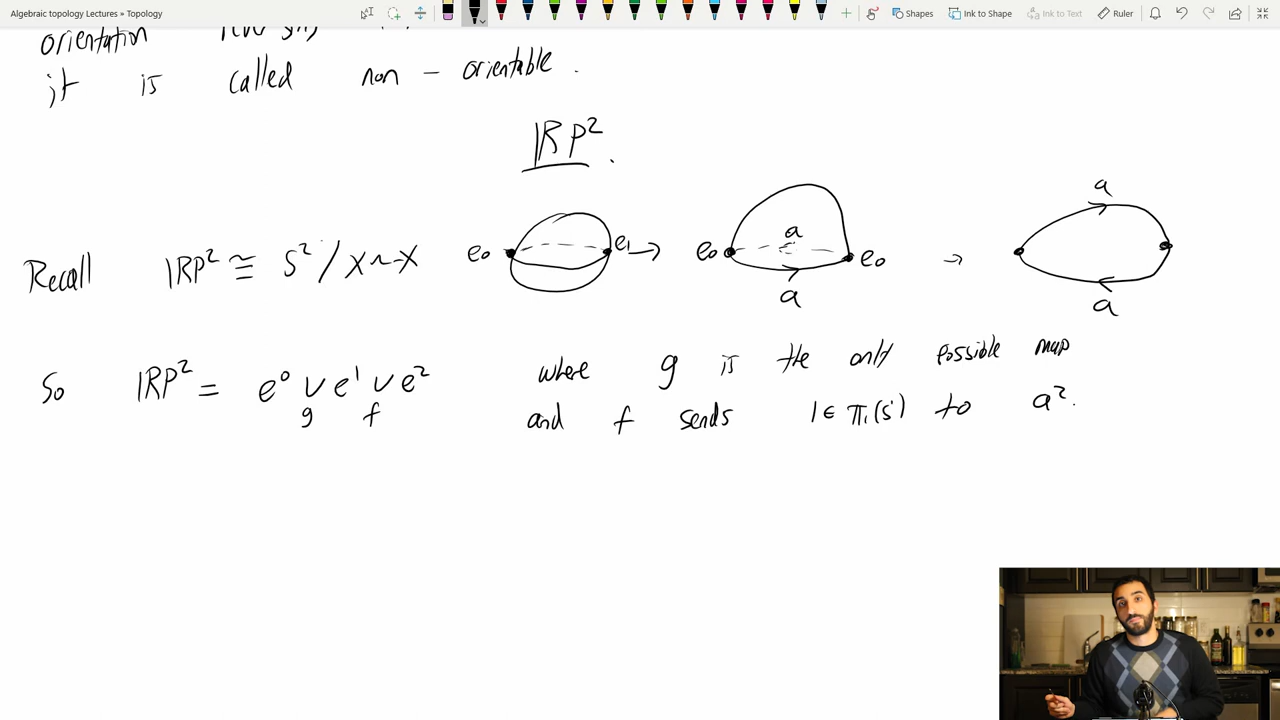 Algebraic topology Lectures » Topology
Shapes
Ink to Shape
Ink to Text
Ruler
orientation
it is called non - orientable.
ℝP².
Recall ℝP² ≅ S²/x~-x
e₀ e₁ →
e₀ a e₀
a
→
a
a
So ℝP² = e⁰ ∨ e¹ ∨ e² where g is the only possible map
g f and f sends 1 ∈ π₁(S¹) to a².